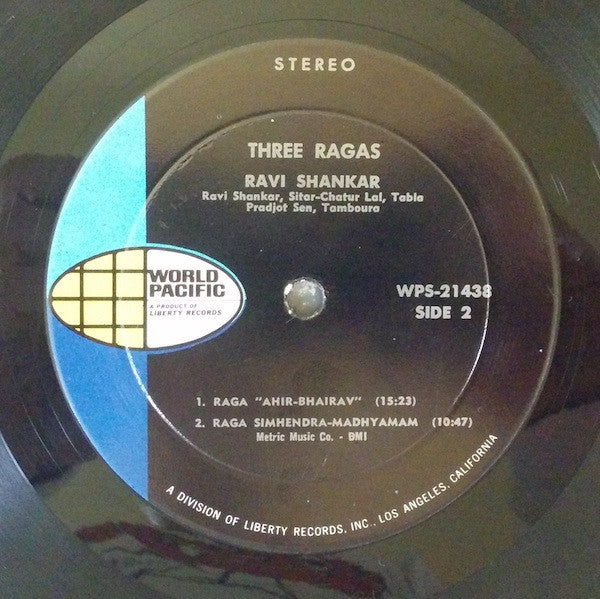 STEREO
THREE RAGAS
RAVI SHANKAR
Ravi Shankar, Sitar-Chatur Lal, Tabla
Pradjot Sen, Tamboura
WORLD
PACIFIC
A PRODUCT OF
LIBERTY RECORDS
WPS-21438
SIDE 2
1. RAGA "AHIR-BHAIRAV" (15:23)
2. RAGA SIMHENDRA-MADHYAMAM (10:47)
Metric Music Co. - BMI
A DIVISION OF LIBERTY RECORDS, INC., LOS ANGELES, CALIFORNIA